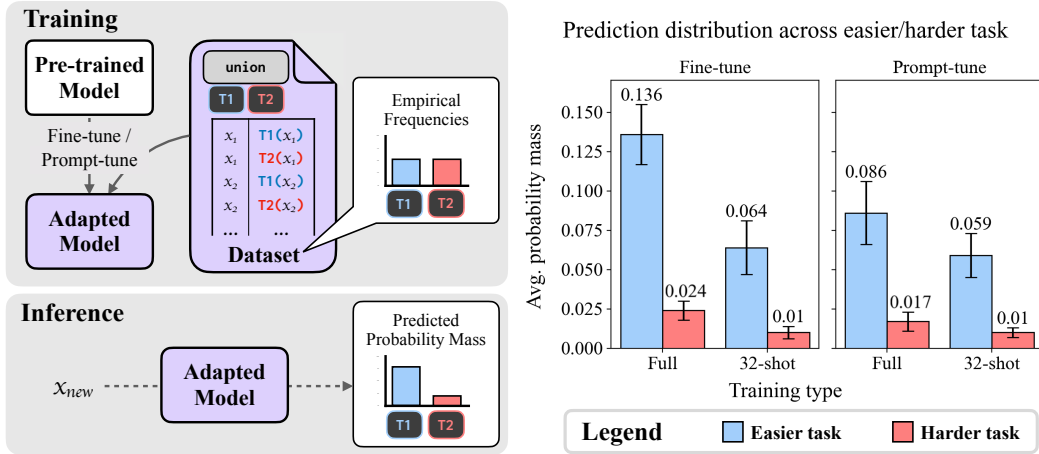 Training
Pre-trained
Model
Fine-tune /
Prompt-tune
Adapted
Model
union
T1 T2
x₁ T1(x₁)
x₁ T2(x₁)
x₂ T1(x₂)
x₂ T2(x₂)
... ...
Dataset
Empirical
Frequencies
T1 T2
Inference
x_new
Adapted
Model
Predicted
Probability Mass
T1 T2
Prediction distribution across easier/harder task
Fine-tune Prompt-tune
Avg. probability mass
0.150
0.125
0.100
0.075
0.050
0.025
0.000
0.136
0.024
0.064
0.01
0.086
0.017
0.059
0.01
Full 32-shot Full 32-shot
Training type
Legend Easier task Harder task